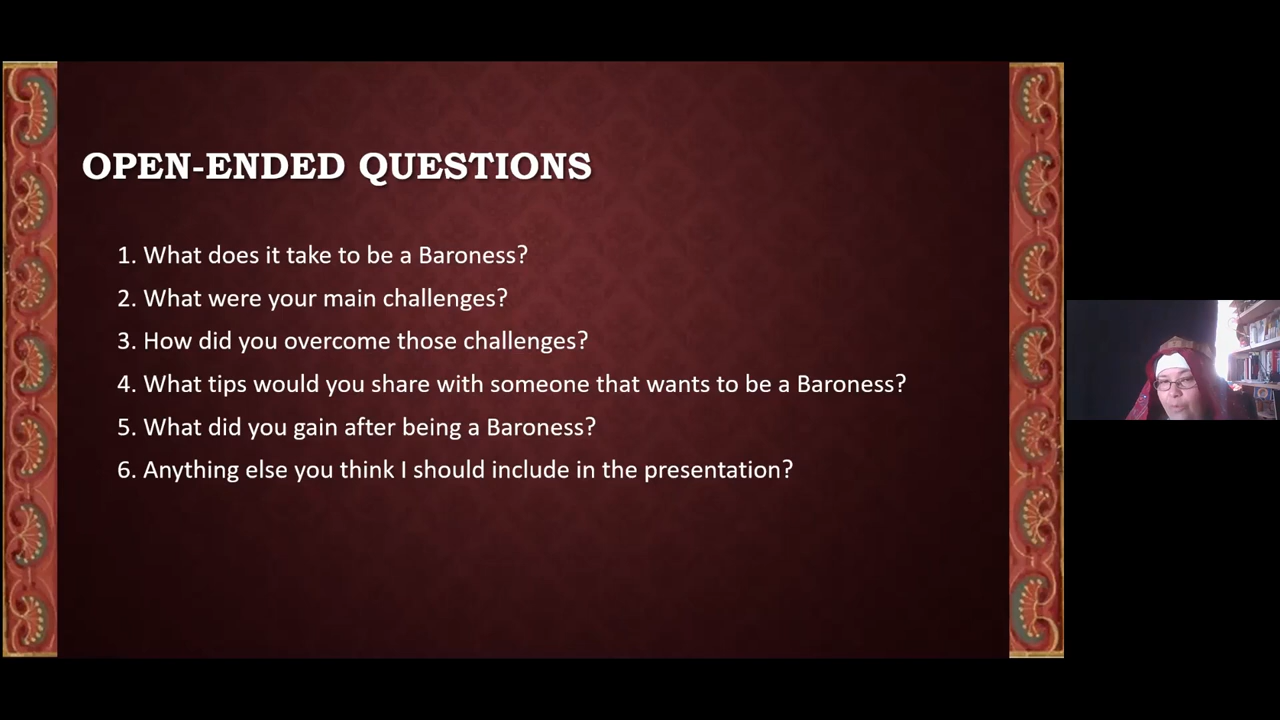 OPEN-ENDED QUESTIONS
1. What does it take to be a Baroness?
2. What were your main challenges?
3. How did you overcome those challenges?
4. What tips would you share with someone that wants to be a Baroness?
5. What did you gain after being a Baroness?
6. Anything else you think I should include in the presentation?